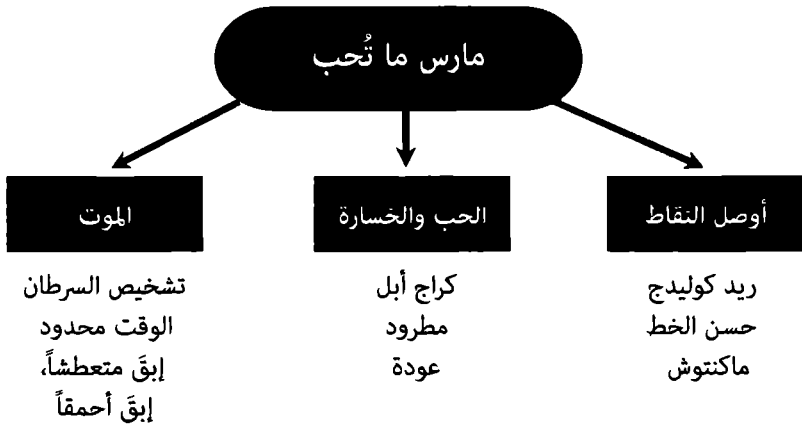 مارس ما تُحب
أوصل النقاط
ريد كوليدج
حسن الخط
ماكنتوش
الحب والخسارة
كراج أبل
مطرود
عودة
الموت
تشخيص السرطان
الوقت محدود
إبقَ متعطشاً،
إبقَ أحمقاً